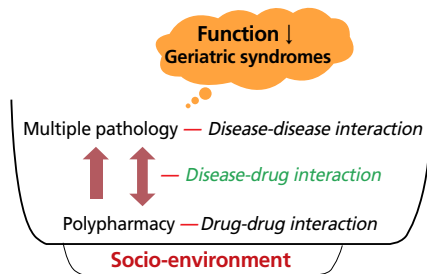 Function ↓
Geriatric syndromes
Multiple pathology — Disease-disease interaction
— Disease-drug interaction
Polypharmacy — Drug-drug interaction
Socio-environment